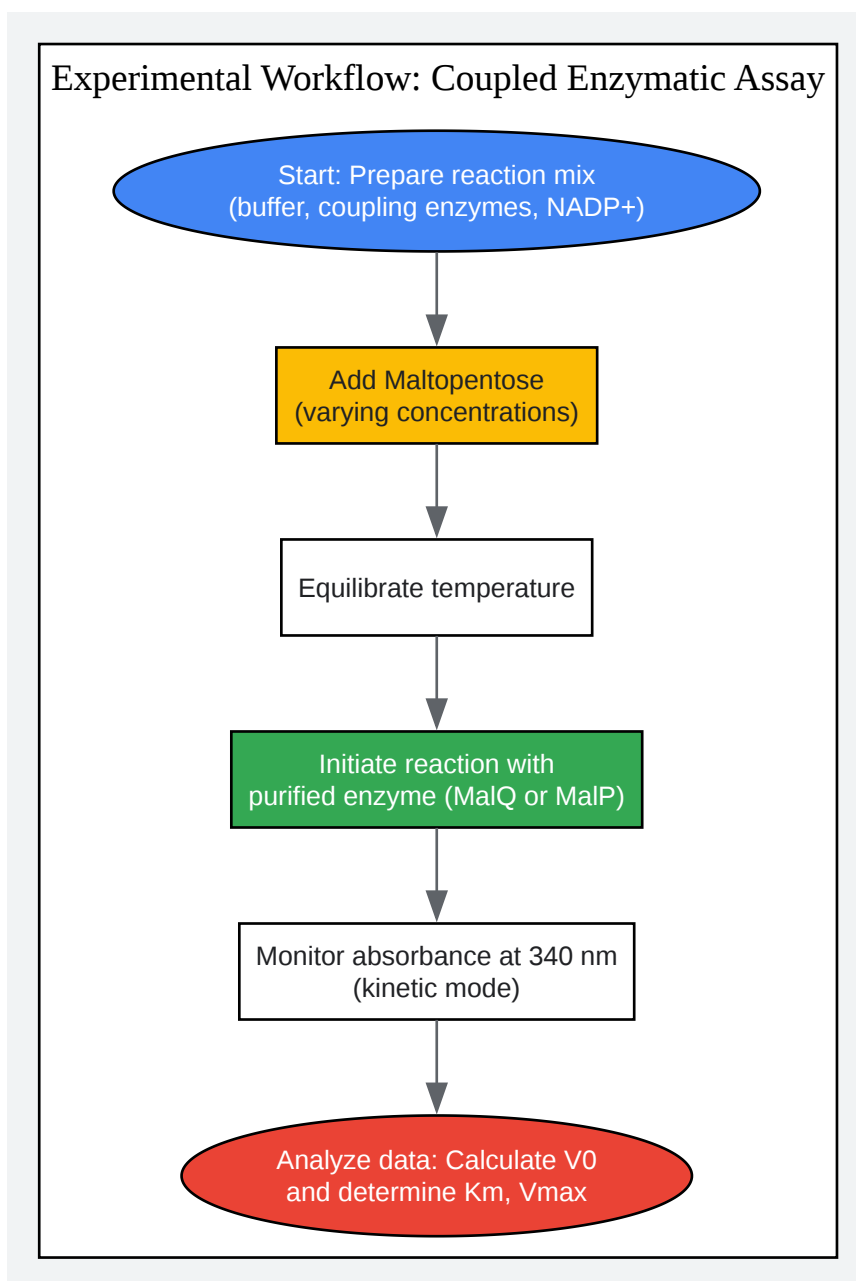 Experimental Workflow: Coupled Enzymatic Assay
Start: Prepare reaction mix
(buffer, coupling enzymes, NADP+)
Add Maltopentose
(varying concentrations)
Equilibrate temperature
Initiate reaction with
purified enzyme (MalQ or MalP)
Monitor absorbance at 340 nm
(kinetic mode)
Analyze data: Calculate V0
and determine Km, Vmax